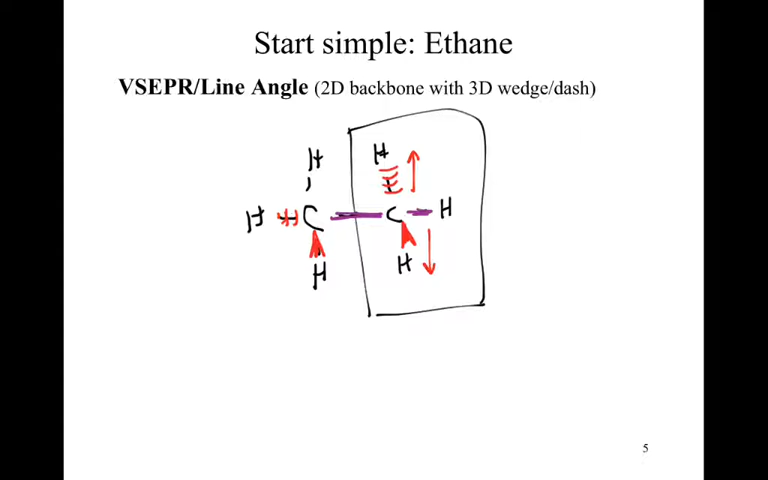 Start simple: Ethane
VSEPR/Line Angle (2D backbone with 3D wedge/dash)
H H
H C C H
H H
5